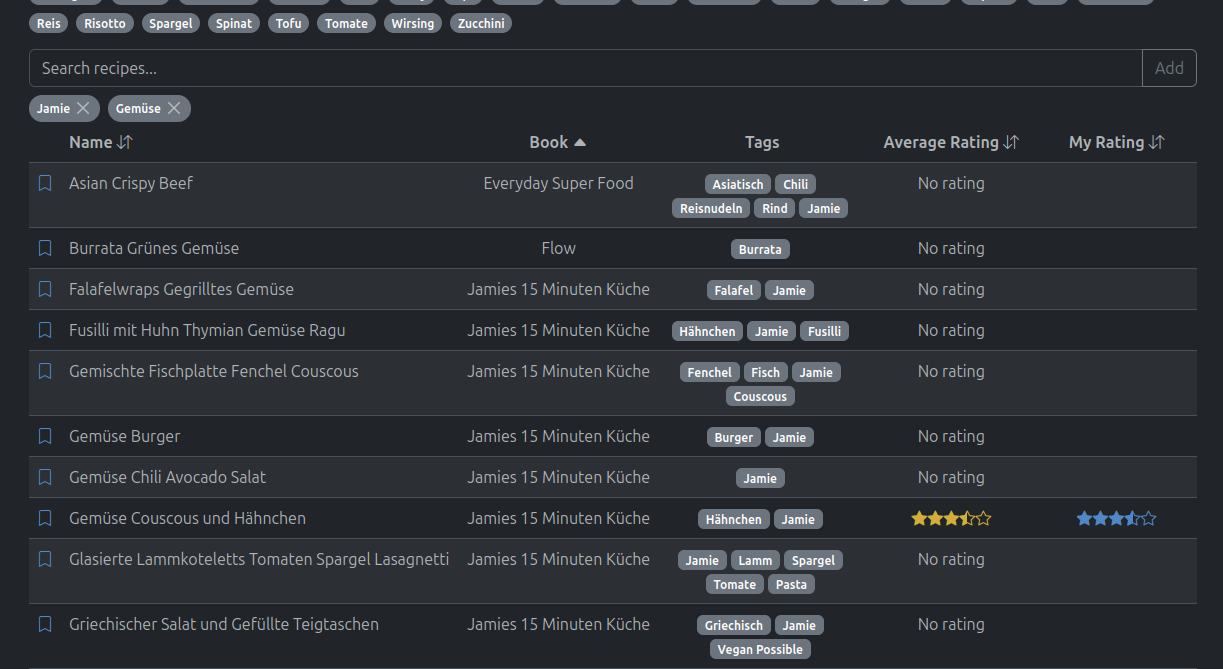 Reis Risotto Spargel Spinat Tofu Tomate Wirsing Zucchini
Search recipes... Add
Jamie Gemüse
Name Book Tags Average Rating My Rating
Asian Crispy Beef Everyday Super Food Asiatisch Chili No rating
Reisnudeln Rind Jamie
Burrata Grünes Gemüse Flow Burrata No rating
Falafelwraps Gegrilltes Gemüse Jamies 15 Minuten Küche Falafel Jamie No rating
Fusilli mit Huhn Thymian Gemüse Ragu Jamies 15 Minuten Küche Hähnchen Jamie Fusilli No rating
Gemischte Fischplatte Fenchel Couscous Jamies 15 Minuten Küche Fenchel Fisch Jamie No rating
Couscous
Gemüse Burger Jamies 15 Minuten Küche Burger Jamie No rating
Gemüse Chili Avocado Salat Jamies 15 Minuten Küche Jamie No rating
Gemüse Couscous und Hähnchen Jamies 15 Minuten Küche Hähnchen Jamie
Glasierte Lammkoteletts Tomaten Spargel Lasagnetti Jamies 15 Minuten Küche Jamie Lamm Spargel No rating
Tomate Pasta
Griechischer Salat und Gefüllte Teigtaschen Jamies 15 Minuten Küche Griechisch Jamie No rating
Vegan Possible